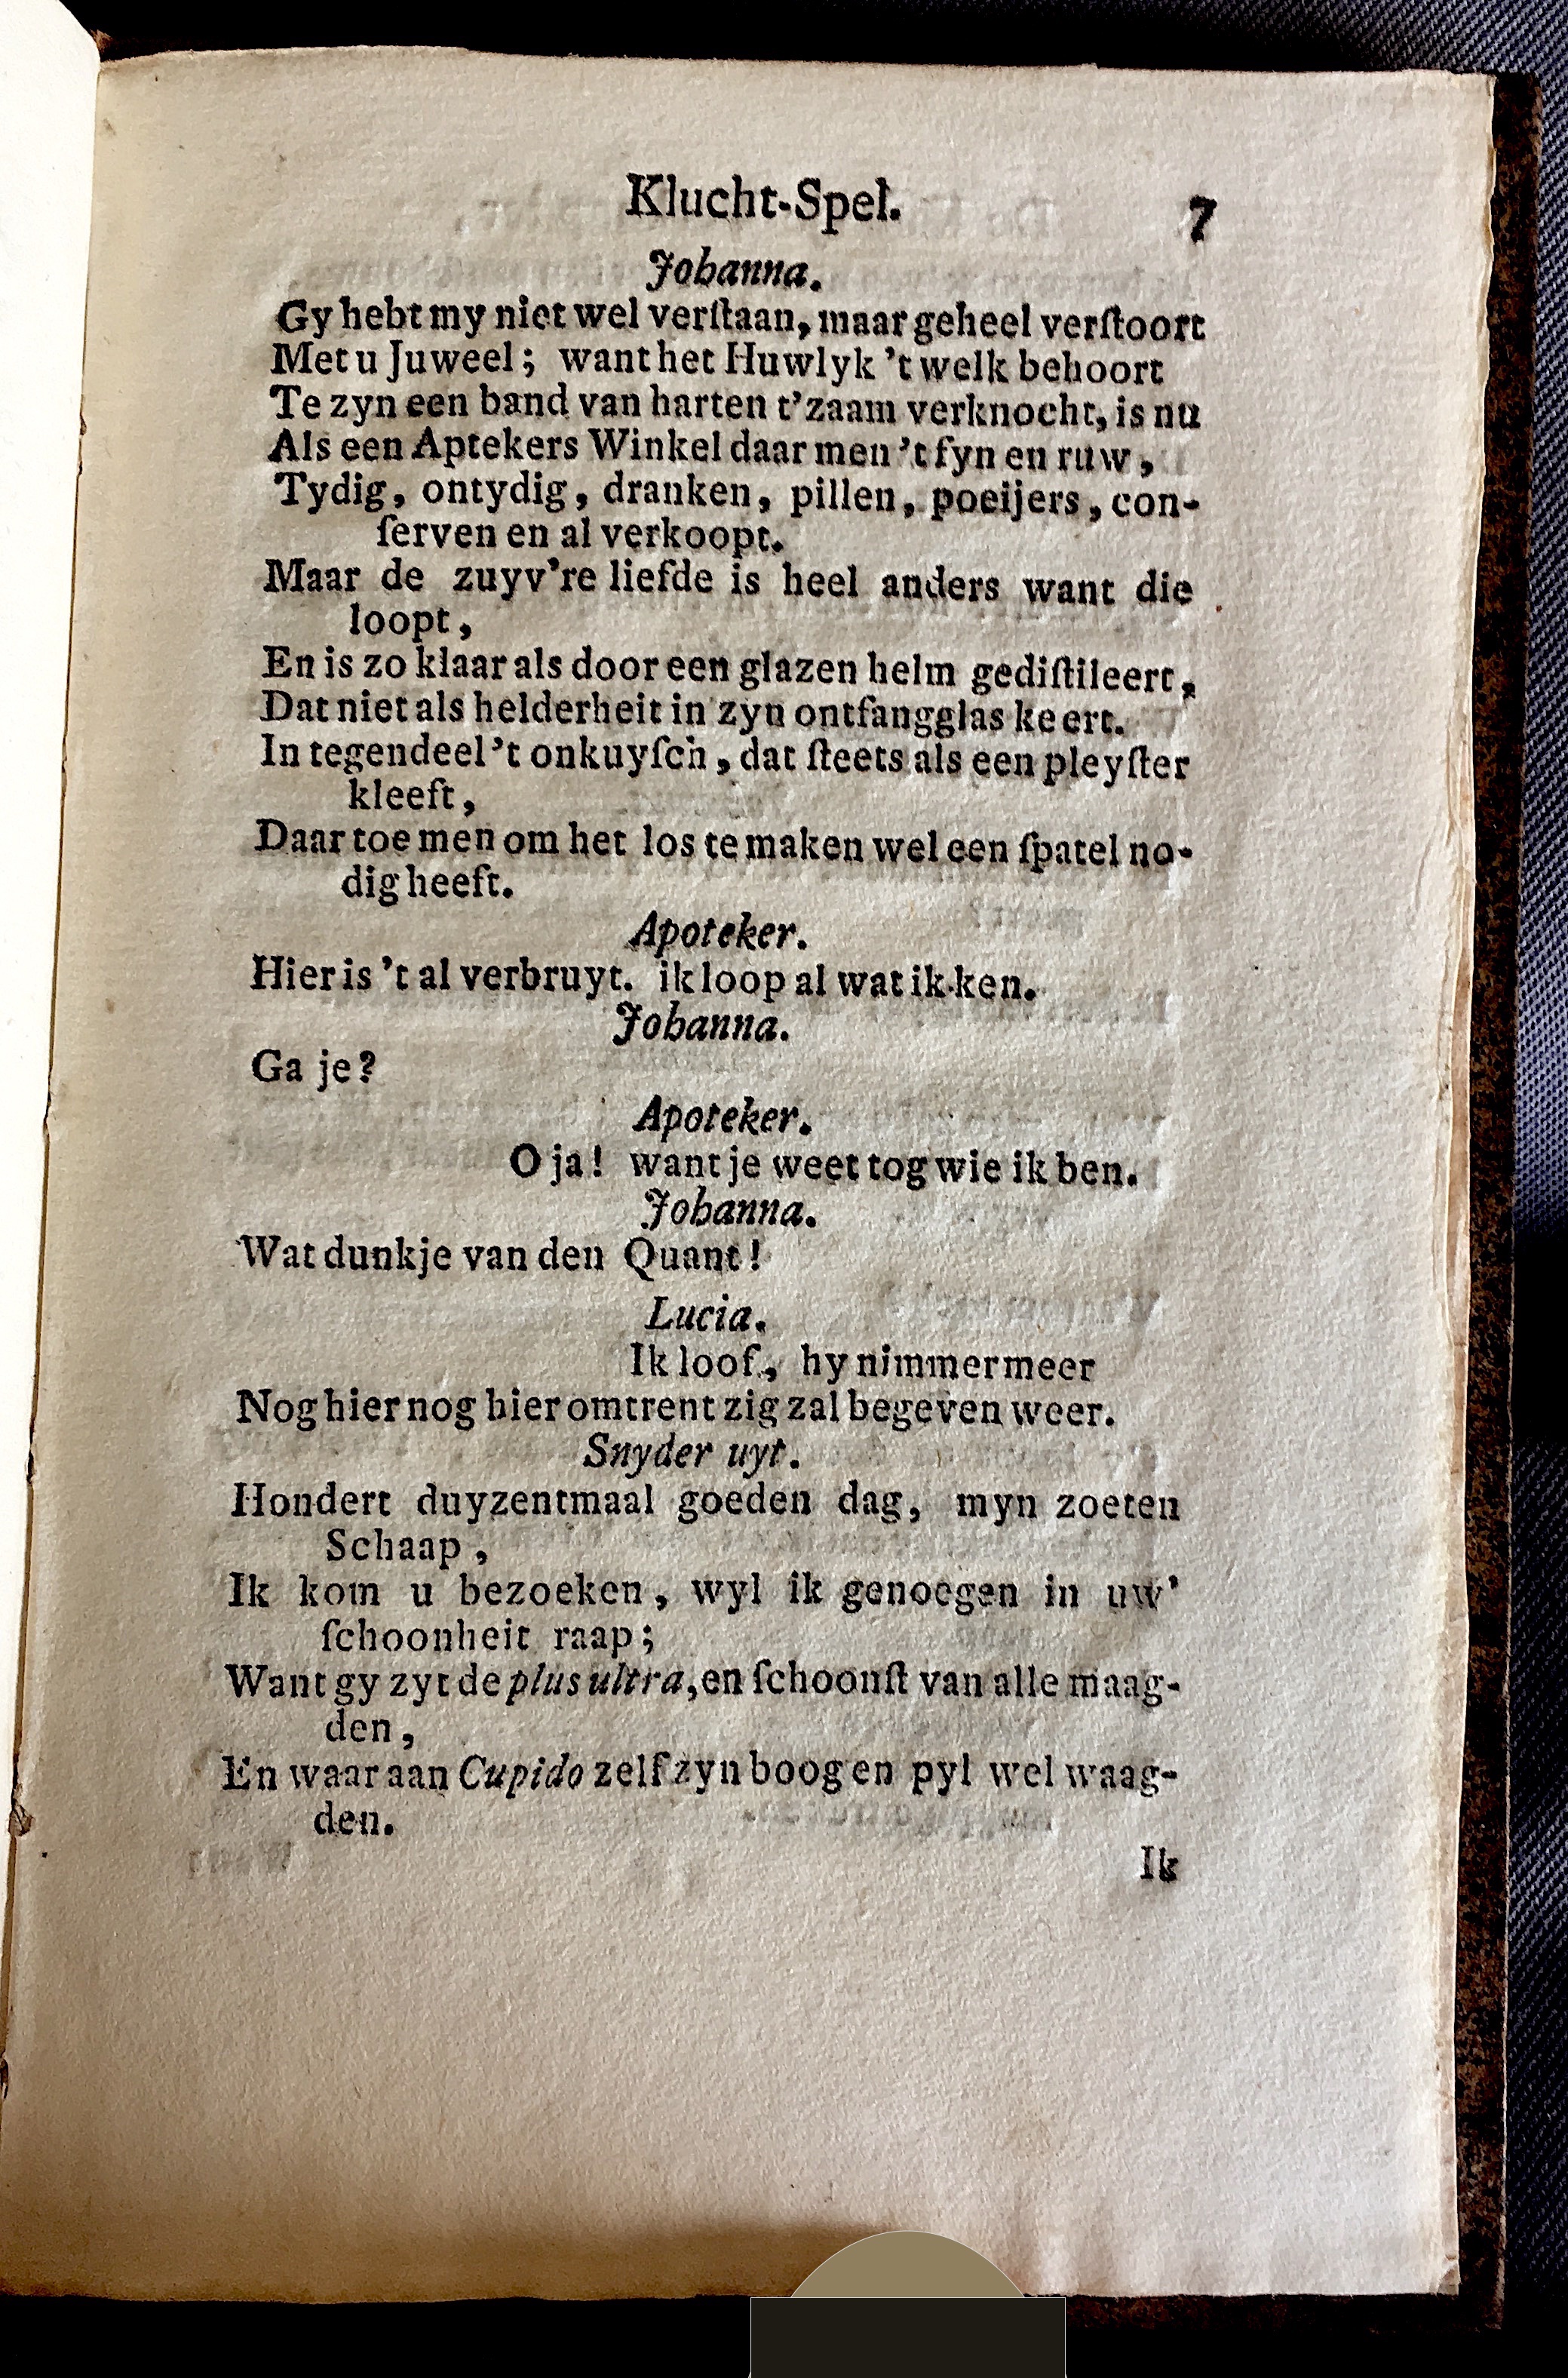 Klucht-Spel. 7
Johanna.
Gy hebt my niet wel verſtaan, maar geheel verſtoort
Met u Juweel; want het Huwlyk 't welk behoort
Te zyn een band van harten t'zaam verknocht, is nu
Als een Aptekers Winkel daar men 't fyn en ruw,
Tydig, ontydig, dranken, pillen, poeijers, con-
ſerven en al verkoopt.
Maar de zuyv're liefde is heel anders want die
loopt,
En is zo klaar als door een glazen helm gediſtileert,
Dat niet als helderheit in zyn ontfangglas keert.
In tegendeel 't onkuyſch, dat ſteets als een pleyſter
kleeft,
Daar toe men om het los te maken wel een ſpatel no-
dig heeft.
Apoteker.
Hier is 't al verbruyt. ik loop al wat ik ken.
Johanna.
Ga je?
Apoteker.
O ja! want je weet tog wie ik ben.
Johanna.
Wat dunkje van den Quant!
Lucia.
Ik loof, hy nimmermeer
Nog hier nog hier omtrent zig zal begeven weer.
Snyder uyt.
Hondert duyzentmaal goeden dag, myn zoeten
Schaap,
Ik kom u bezoeken, wyl ik genoegen in uw'
ſchoonheit raap;
Want gy zyt de plus ultra, en ſchoonſt van alle maag-
den,
En waar aan Cupido zelf zyn boog en pyl wel waag-
den.
Ik